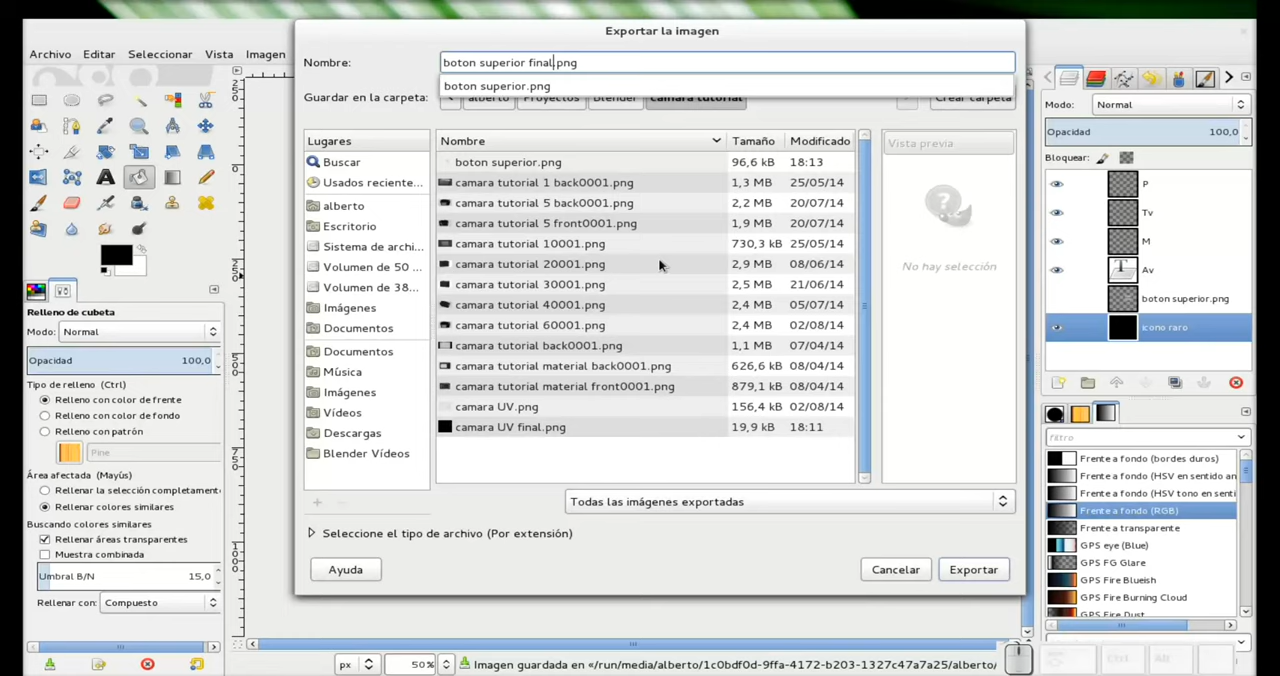 Exportar la imagen
Archivo Editar Seleccionar Vista Imagen
Nombre: boton superior final.png
boton superior.png
Guardar en la carpeta: alberto Proyectos Blender camara tutorial Crear carpeta
Lugares
Buscar
Usados reciente...
alberto
Escritorio
Sistema de archi...
Volumen de 50 ...
Volumen de 38...
Imágenes
Documentos
Documentos
Música
Imágenes
Vídeos
Descargas
Blender Vídeos
Nombre Tamaño Modificado
boton superior.png 96,6 kB 18:13
camara tutorial 1 back0001.png 1,3 MB 25/05/14
camara tutorial 5 back0001.png 2,2 MB 20/07/14
camara tutorial 5 front0001.png 1,9 MB 20/07/14
camara tutorial 10001.png 730,3 kB 25/05/14
camara tutorial 20001.png 2,9 MB 08/06/14
camara tutorial 30001.png 2,5 MB 21/06/14
camara tutorial 40001.png 2,4 MB 05/07/14
camara tutorial 60001.png 2,4 MB 02/08/14
camara tutorial back0001.png 1,1 MB 07/04/14
camara tutorial material back0001.png 626,6 kB 08/04/14
camara tutorial material front0001.png 879,1 kB 08/04/14
camara UV.png 156,4 kB 02/08/14
camara UV final.png 19,9 kB 18:11
Vista previa
No hay selección
Todas las imágenes exportadas
Seleccione el tipo de archivo (Por extensión)
Ayuda Cancelar Exportar
Relleno de cubeta
Modo: Normal
Opacidad 100,0
Tipo de relleno (Ctrl)
Relleno con color de frente
Relleno con color de fondo
Relleno con patrón
Pine
Área afectada (Mayús)
Rellenar la selección completament
Rellenar colores similares
Buscando colores similares
Rellenar áreas transparentes
Muestra combinada
Umbral B/N 15,0
Rellenar con: Compuesto
Modo: Normal
Opacidad 100,0
Bloquear:
P
Tv
M
Av
boton superior.png
icono raro
filtro
Frente a fondo (bordes duros)
Frente a fondo (HSV en sentido an
Frente a fondo (HSV tono en senti
Frente a fondo (RGB)
Frente a transparente
GPS eye (Blue)
GPS FG Glare
GPS Fire Blueish
GPS Fire Burning Cloud
GPS Fire Dust
250
0
250
500
750
1000
px 50% Imagen guardada en «/run/media/alberto/1c0bdf0d-9ffa-4172-b203-1327c47a7a25/alberto/
Ctrl Alt